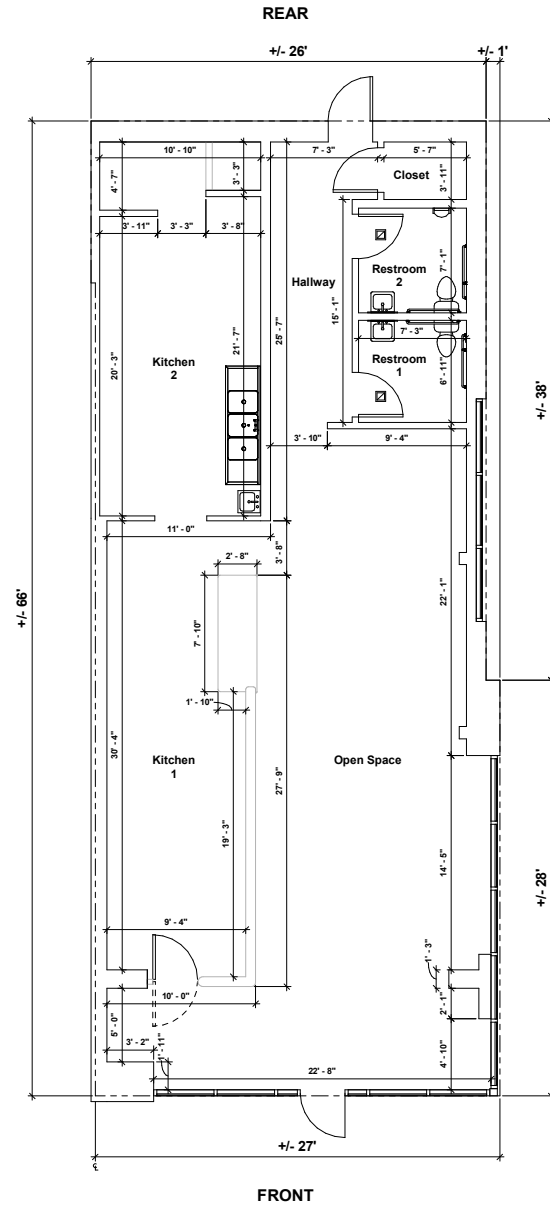 REAR
+/- 26'
+/- 1'
10' - 10"
7' - 3"
5' - 7"
4' - 7"
3' - 3"
3' - 11"
Closet
3' - 11"
3' - 3"
3' - 8"
Hallway
Restroom
2
7' - 1"
15' - 1"
25' - 7"
21' - 7"
20' - 3"
Kitchen
2
7' - 3"
Restroom
1
6' - 11"
+/- 38'
3' - 10"
9' - 4"
11' - 0"
3' - 8"
2' - 8"
22' - 1"
+/- 66'
7' - 10"
1' - 10"
30' - 4"
Kitchen
1
Open Space
27' - 9"
19' - 3"
14' - 5"
+/- 28'
9' - 4"
1' - 3"
10' - 0"
2' - 1"
5' - 0"
3' - 2"
1' - 11"
4' - 10"
22' - 8"
+/- 27'
FRONT